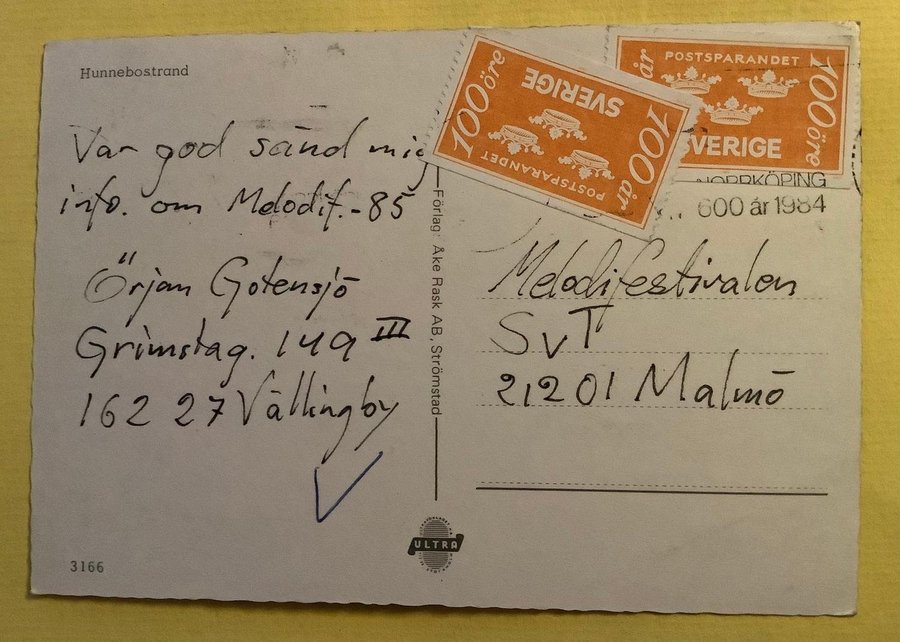 Hunnebostrand
Var god sänd mig
info. om Melodif.-85
Örjan Gotensjö
Grimstag. 149 III
162 27 Vällingby
3166
Förlag: Åke Rask AB, Strömstad
ULTRA
100 öre
SVERIGE
100 år
POSTSPARANDET
år
POSTSPARANDET
100 öre
SVERIGE
NORRKÖPING
600 år 1984
Melodifestivalen
SvT
21201 Malmö